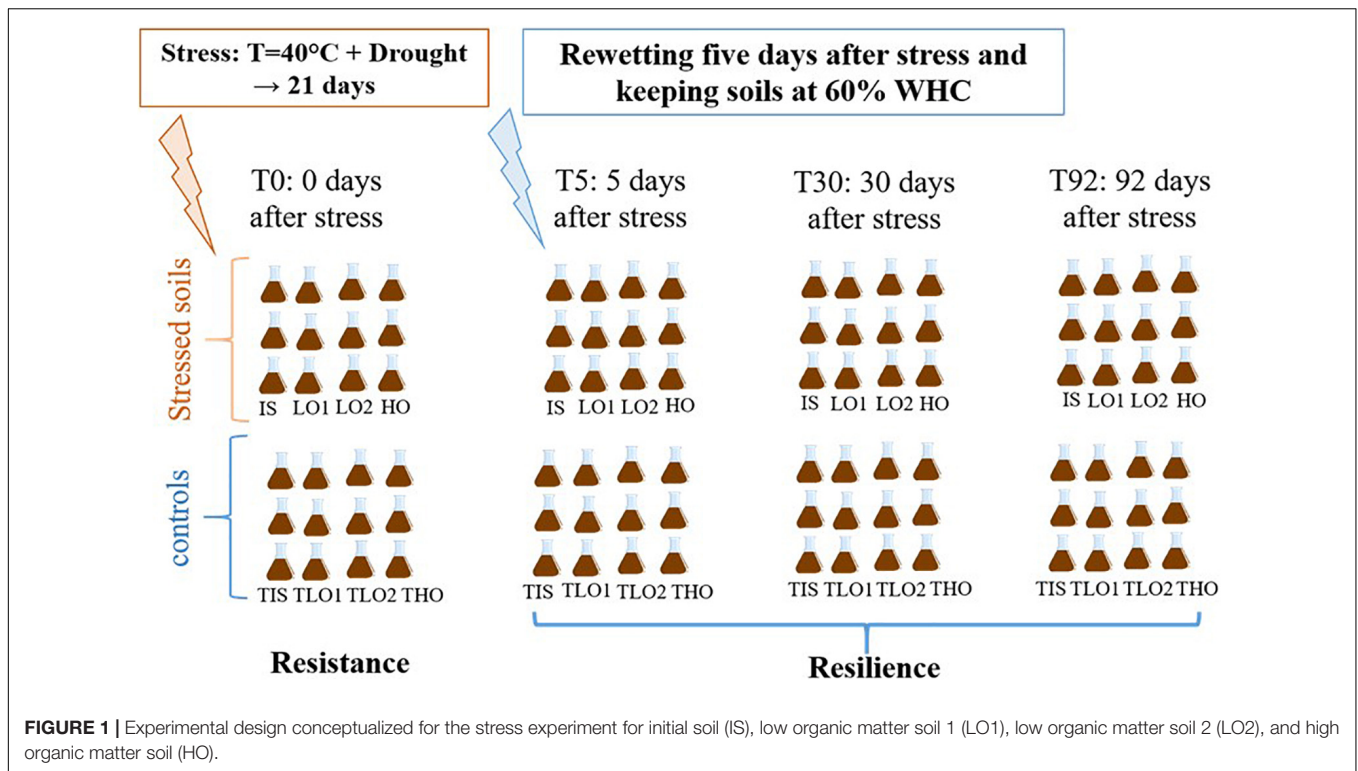 Stress: T=40°C + Drought
→ 21 days
Rewetting five days after stress and
keeping soils at 60% WHC
T0: 0 days
after stress
T5: 5 days
after stress
T30: 30 days
after stress
T92: 92 days
after stress
Stressed soils
IS LO1 LO2 HO
IS LO1 LO2 HO
IS LO1 LO2 HO
IS LO1 LO2 HO
controls
TIS TLO1 TLO2 THO
TIS TLO1 TLO2 THO
TIS TLO1 TLO2 THO
TIS TLO1 TLO2 THO
Resistance
Resilience
FIGURE 1 | Experimental design conceptualized for the stress experiment for initial soil (IS), low organic matter soil 1 (LO1), low organic matter soil 2 (LO2), and high
organic matter soil (HO).